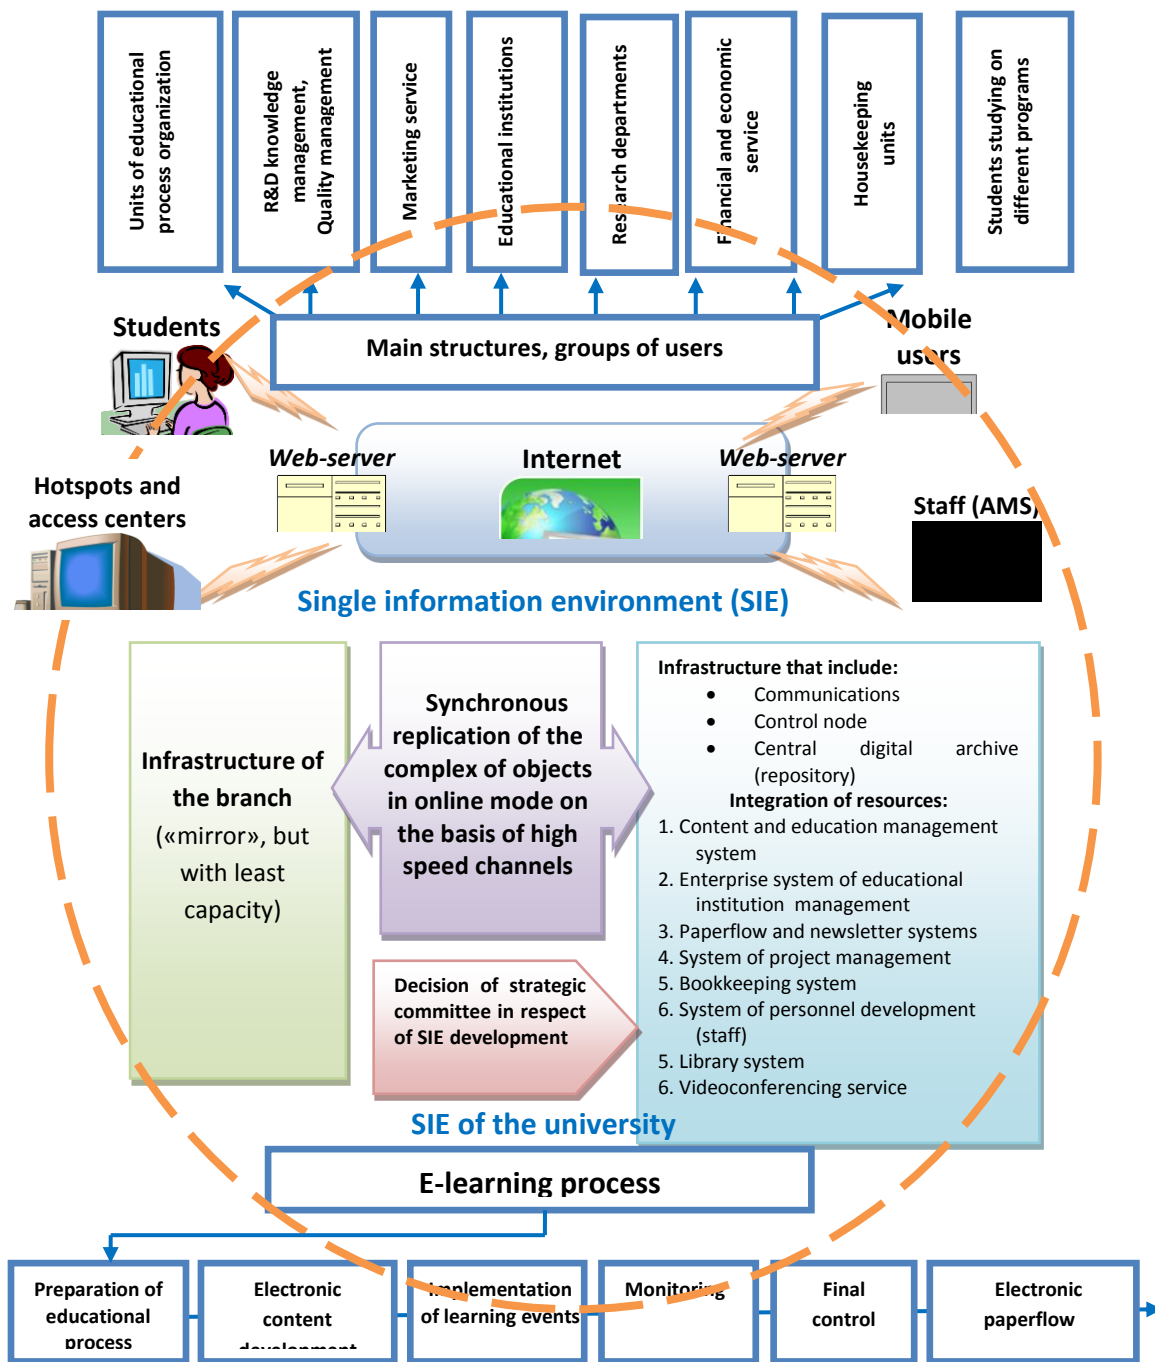 Units of educational
process organization
R&D knowledge
management,
Quality management
Marketing service
Educational institutions
Research departments
Financial and economic
service
Housekeeping
units
Students studying on
different programs
Main structures, groups of users
Students
Mobile
users
Web-server
Internet
Web-server
Hotspots and
access centers
Staff (AMS)
Single information environment (SIE)
Infrastructure of
the branch
(«mirror», but
with least
capacity)
Synchronous
replication of the
complex of objects
in online mode on
the basis of high
speed channels
Decision of strategic
committee in respect
of SIE development
Infrastructure that include:
• Communications
• Control node
• Central digital archive
(repository)
Integration of resources:
1. Content and education management
system
2. Enterprise system of educational
institution management
3. Paperflow and newsletter systems
4. System of project management
5. Bookkeeping system
6. System of personnel development
(staff)
5. Library system
6. Videoconferencing service
SIE of the university
E-learning process
Preparation of
educational
process
Electronic
content
development
Implementation
of learning events
Monitoring
Final
control
Electronic
paperflow